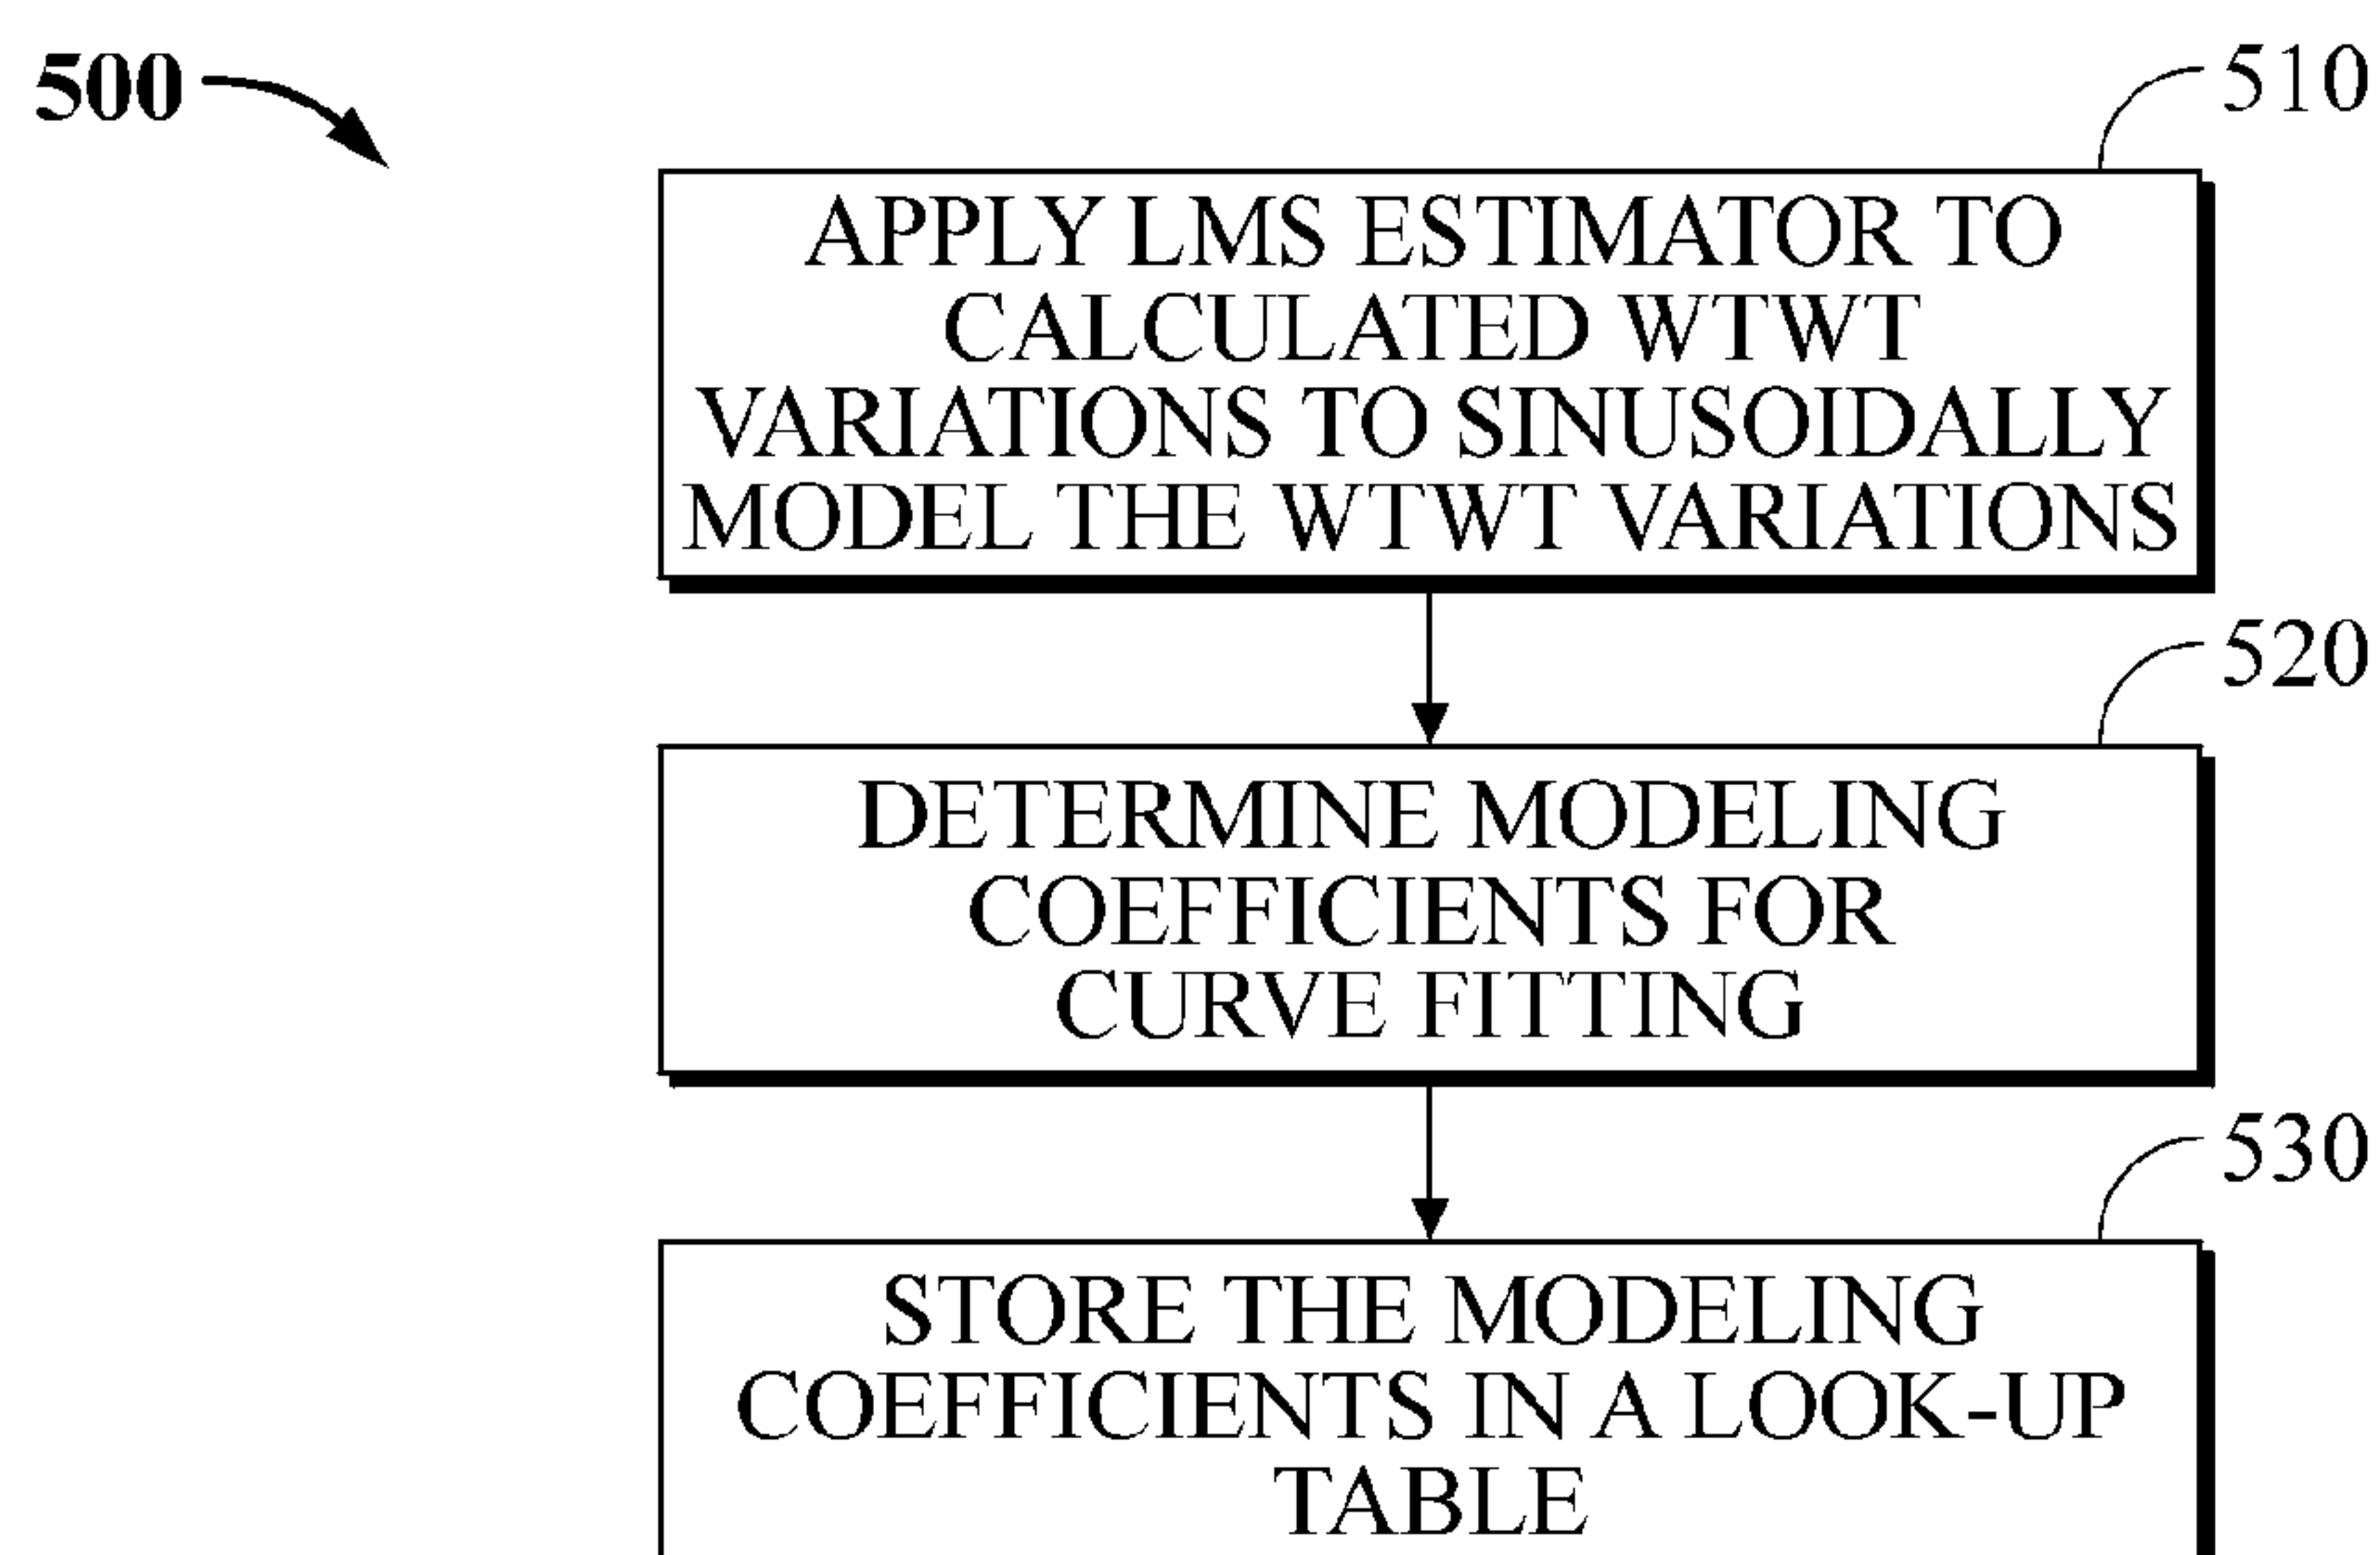 500
510
APPLY LMS ESTIMATOR TO
CALCULATED WTWT
VARIATIONS TO SINUSOIDALLY
MODEL THE WTWT VARIATIONS
520
DETERMINE MODELING
COEFFICIENTS FOR
CURVE FITTING
530
STORE THE MODELING
COEFFICIENTS IN A LOOK-UP
TABLE